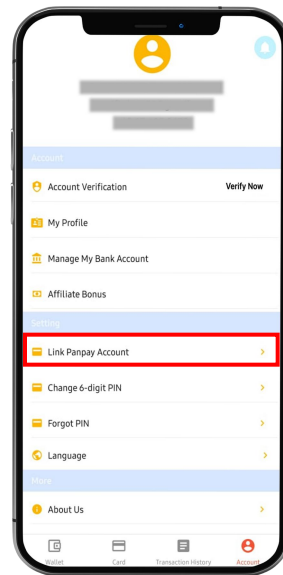 Account
Account Verification Verify Now
My Profile
Manage My Bank Account
Affiliate Bonus
Setting
Link Panpay Account
Change 6-digit PIN
Forgot PIN
Language
More
About Us
Wallet Card Transaction History Account